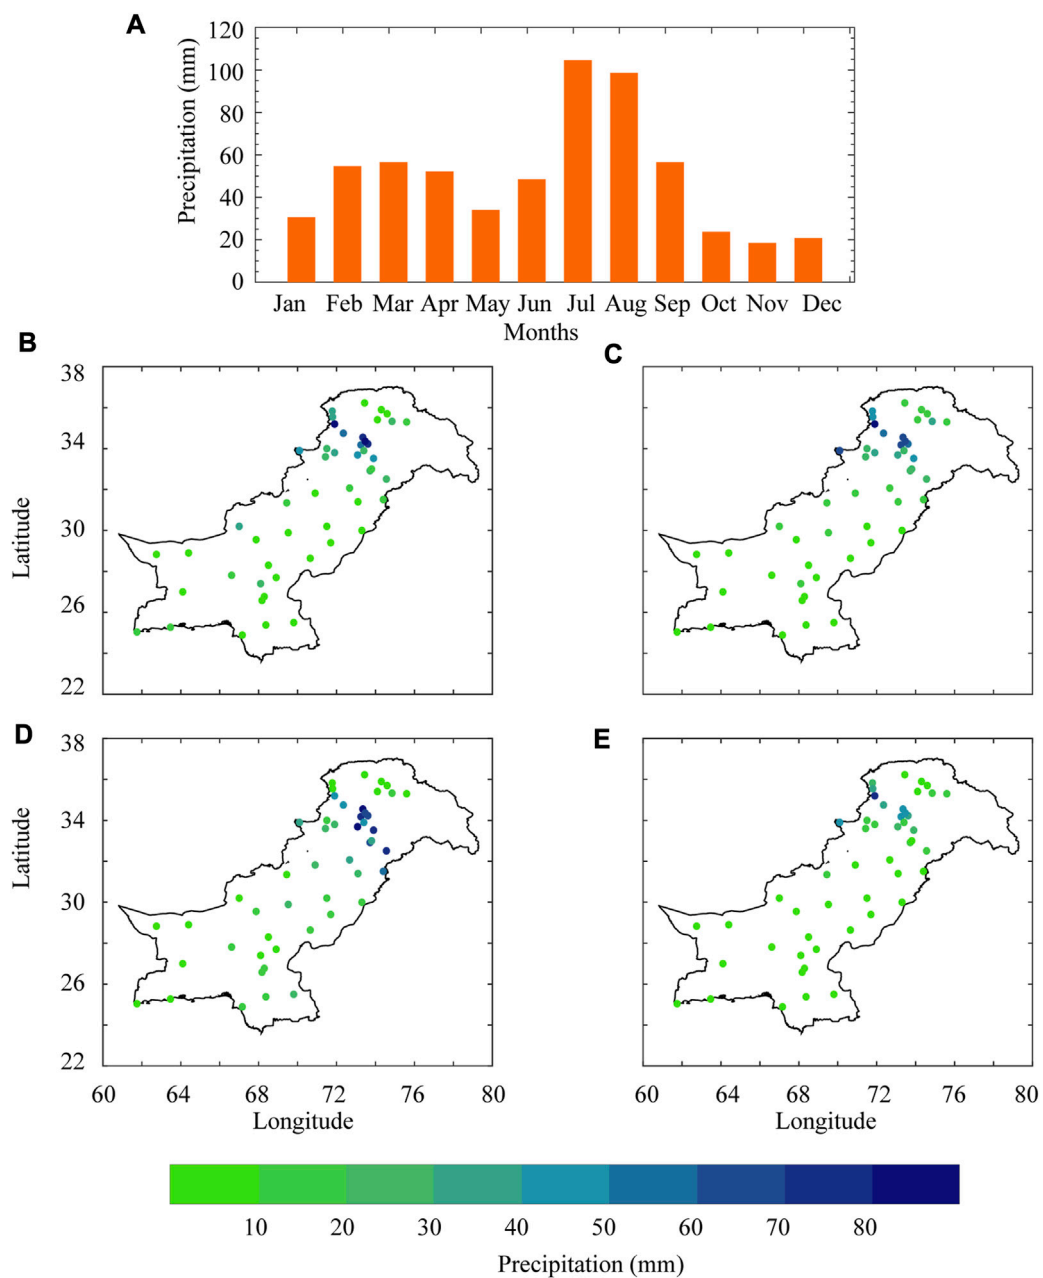 A
Precipitation (mm)
120
100
80
60
40
20
0
Jan Feb Mar Apr May Jun Jul Aug Sep Oct Nov Dec
Months
B
C
Latitude
38
34
30
26
22
D
E
Latitude
38
34
30
26
22
60 64 68 72 76 80
60 64 68 72 76 80
Longitude
Longitude
10 20 30 40 50 60 70 80
Precipitation (mm)